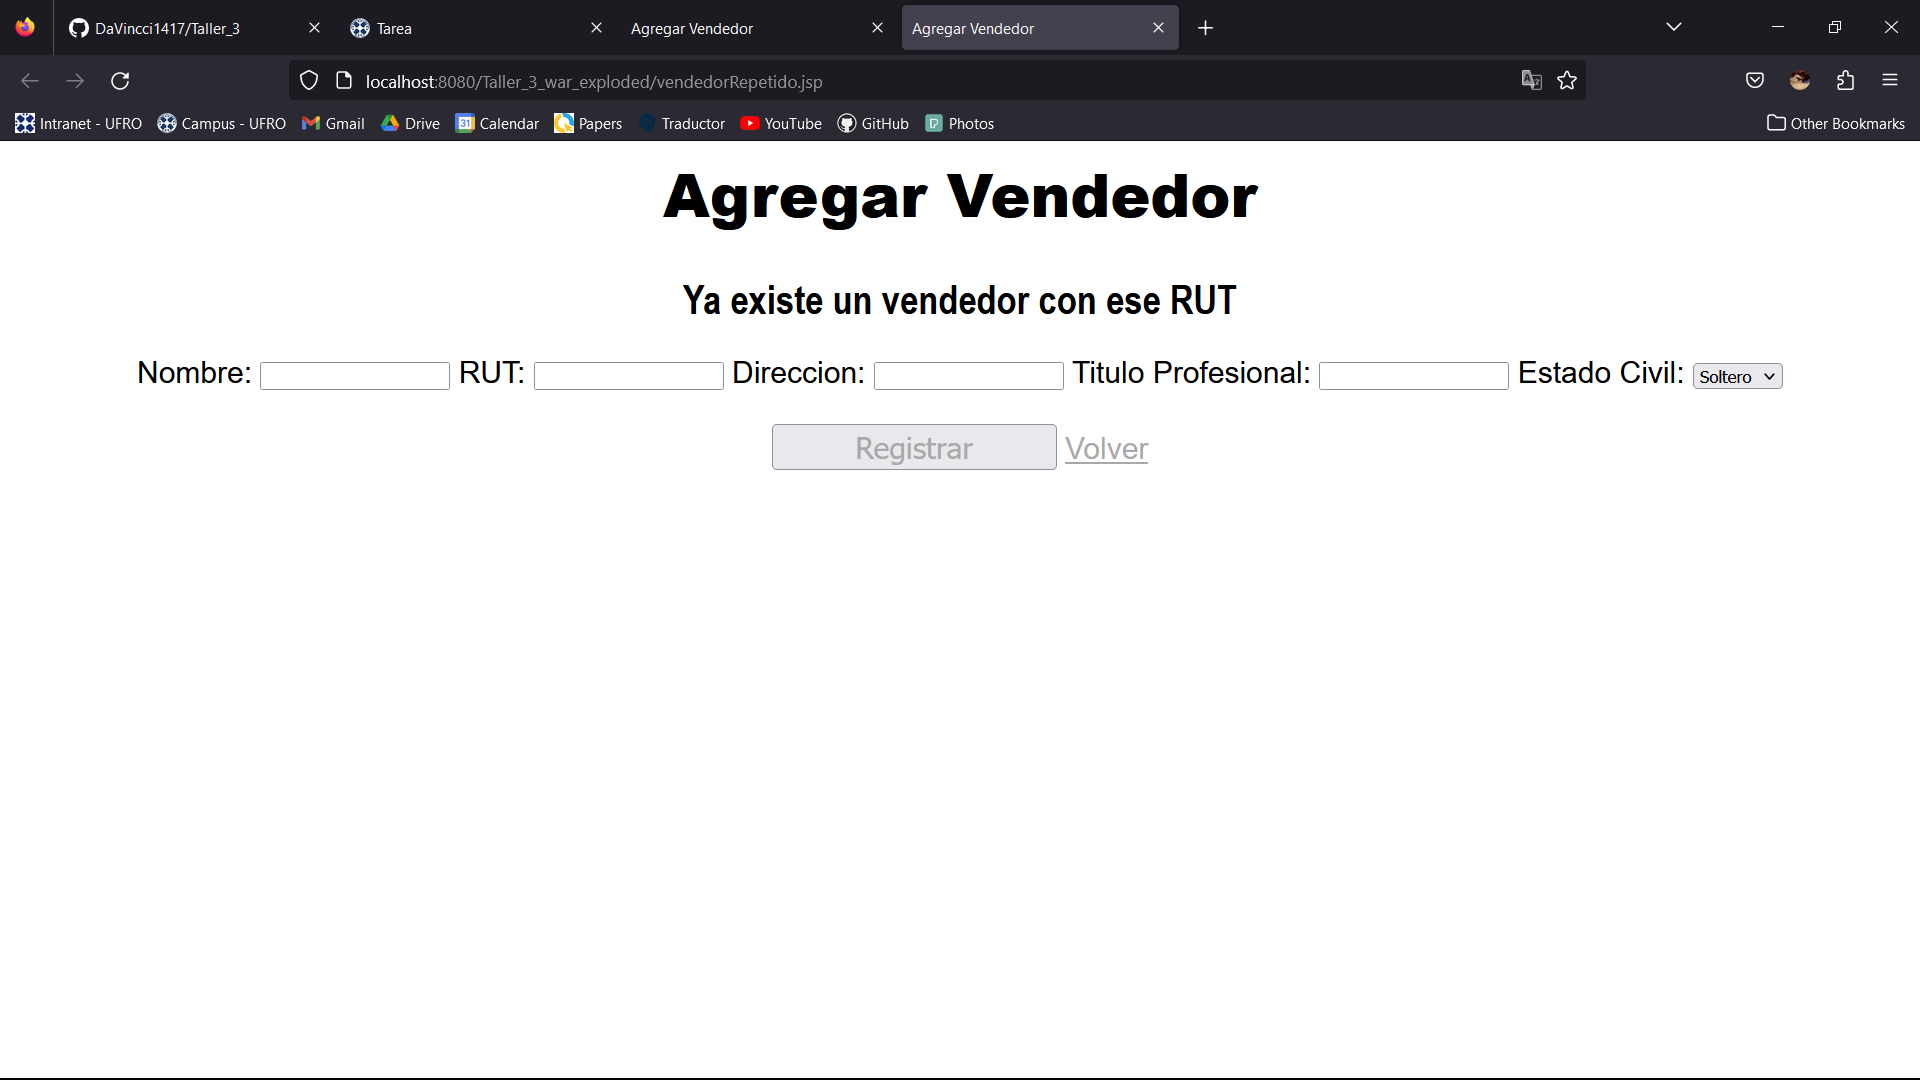 DaVincci1417/Taller_3
Tarea
Agregar Vendedor
Agregar Vendedor
localhost:8080/Taller_3_war_exploded/vendedorRepetido.jsp
Intranet - UFRO
Campus - UFRO
Gmail
31
Drive
Calendar
Papers
Traductor
YouTube
GitHub
Photos
Other Bookmarks
Agregar Vendedor
Ya existe un vendedor con ese RUT
Nombre: RUT: Direccion: Titulo Profesional: Estado Civil: Soltero
Registrar Volver